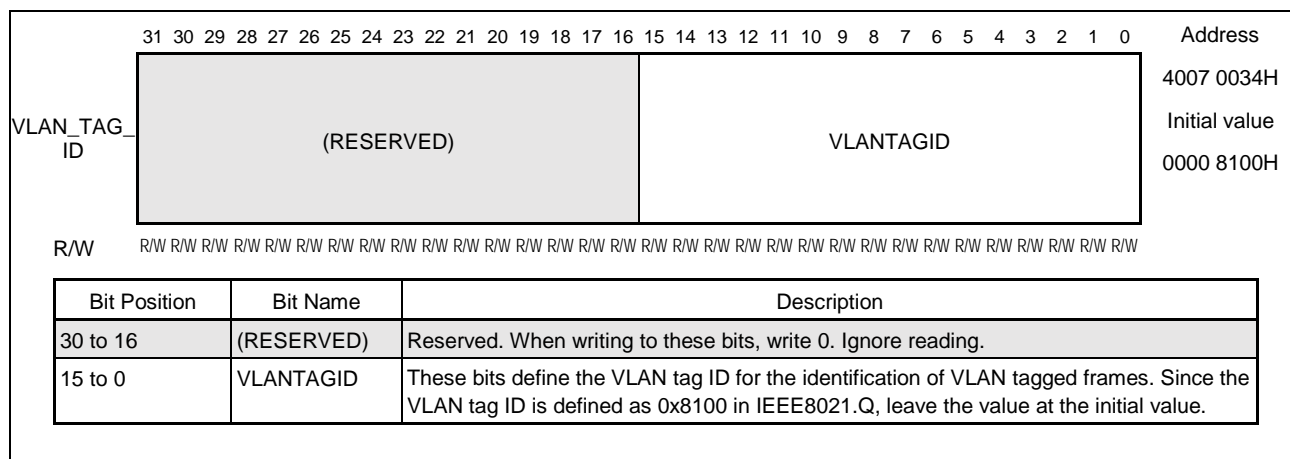 31 30 29 28 27 26 25 24 23 22 21 20 19 18 17 16 15 14 13 12 11 10 9 8 7 6 5 4 3 2 1 0 Address
4007 0034H
VLAN_TAG_
ID
(RESERVED) VLANTAGID
Initial value
0000 8100H
R/W R/W R/W R/W R/W R/W R/W R/W R/W R/W R/W R/W R/W R/W R/W R/W R/W R/W R/W R/W R/W R/W R/W R/W R/W R/W R/W R/W R/W R/W R/W R/W R/W
Bit Position Bit Name Description
30 to 16 (RESERVED) Reserved. When writing to these bits, write 0. Ignore reading.
15 to 0 VLANTAGID These bits define the VLAN tag ID for the identification of VLAN tagged frames. Since the
VLAN tag ID is defined as 0x8100 in IEEE8021.Q, leave the value at the initial value.